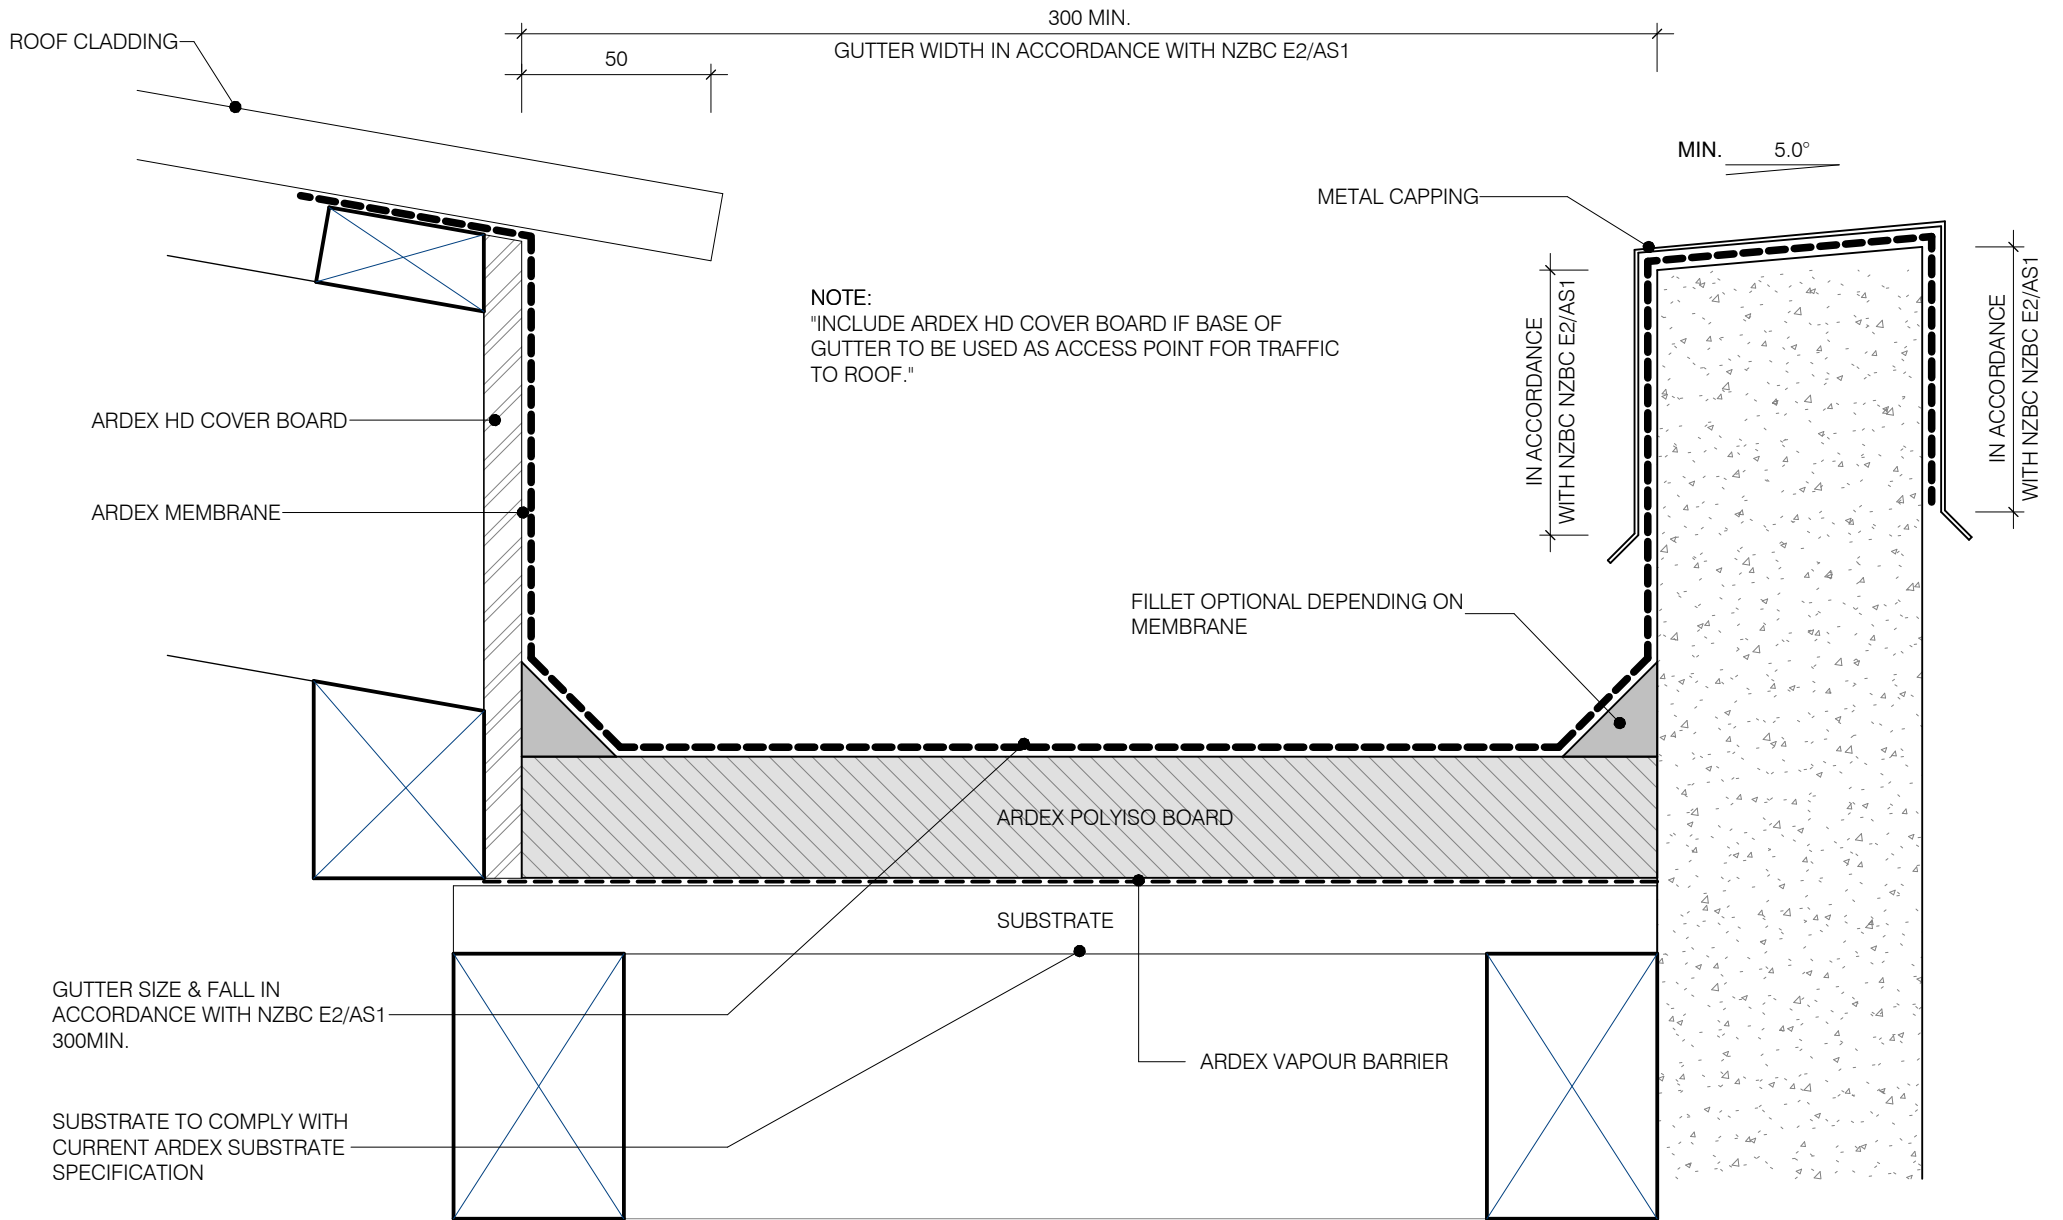 300 MIN.
ROOF CLADDING
GUTTER WIDTH IN ACCORDANCE WITH NZBC E2/AS1
50
MIN. 5.0°
METAL CAPPING
NOTE:
"INCLUDE ARDEX HD COVER BOARD IF BASE OF
GUTTER TO BE USED AS ACCESS POINT FOR TRAFFIC
TO ROOF."
IN ACCORDANCE
WITH NZBC NZBC E2/AS1
IN ACCORDANCE
WITH NZBC NZBC E2/AS1
ARDEX HD COVER BOARD
ARDEX MEMBRANE
FILLET OPTIONAL DEPENDING ON
MEMBRANE
ARDEX POLYISO BOARD
SUBSTRATE
GUTTER SIZE & FALL IN
ACCORDANCE WITH NZBC E2/AS1
300MIN.
ARDEX VAPOUR BARRIER
SUBSTRATE TO COMPLY WITH
CURRENT ARDEX SUBSTRATE
SPECIFICATION